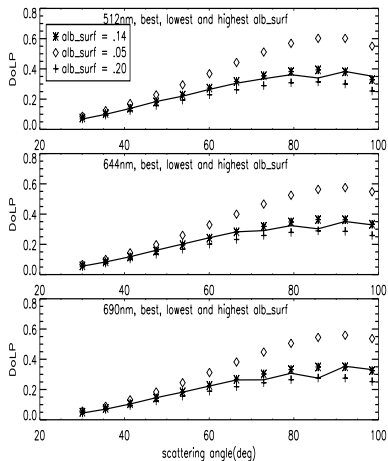 512nm, best, lowest and highest alb_surf
alb_surf = .14
alb_surf = .05
alb_surf = .20
DoLP
0.8
0.6
0.4
0.2
0.0
20 40 60 80 100
644nm, best, lowest and highest alb_surf
DoLP
0.8
0.6
0.4
0.2
0.0
20 40 60 80 100
690nm, best, lowest and highest alb_surf
DoLP
0.8
0.6
0.4
0.2
0.0
20 40 60 80 100
scattering angle(deg)